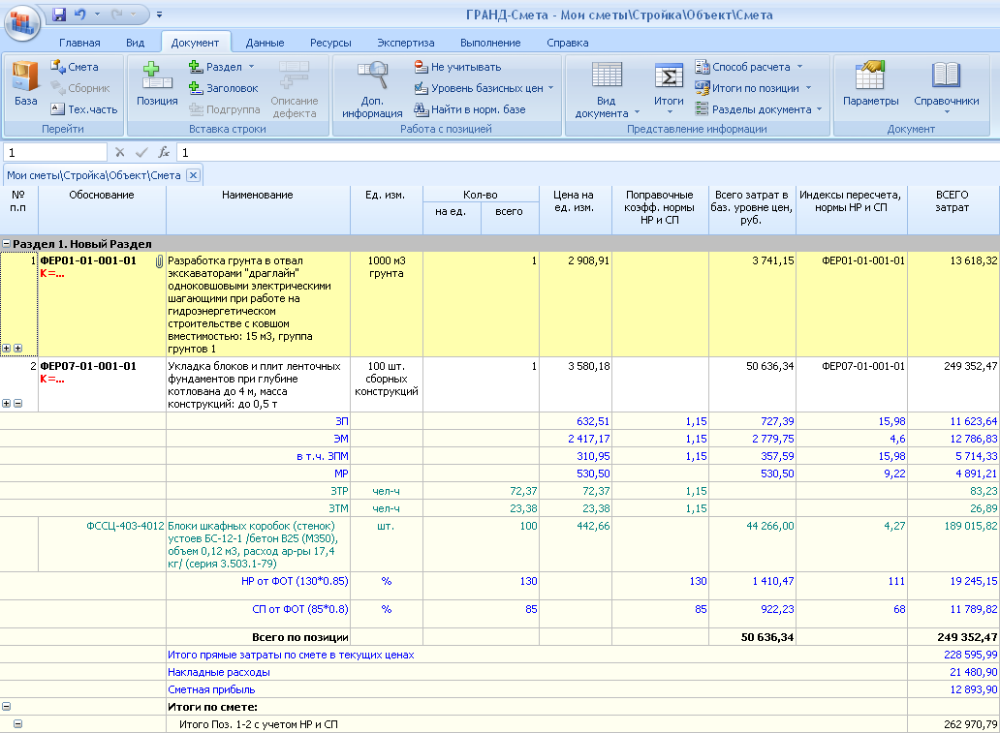 ГРАНД-Смета - Мои сметы\Стройка\Объект\Смета
Главная Вид Документ Данные Ресурсы Экспертиза Выполнение Справка
База
Смета
Сборник
Тех.часть
Перейти
Позиция
Раздел
Заголовок
Подгруппа
Описание
дефекта
Вставка строки
Доп.
информация
Не учитывать
Уровень базисных цен
Найти в норм. базе
Работа с позицией
Вид
документа
Итоги
Способ расчета
Итоги по позиции
Разделы документа
Представление информации
Параметры
Справочники
Документ
1 fx 1
Мои сметы\Стройка\Объект\Смета
№
п.п
Обоснование
Наименование
Ед. изм.
Кол-во
на ед. всего
Цена на
ед. изм.
Поправочные
коэфф. нормы
НР и СП
Всего затрат в
баз. уровне цен,
руб.
Индексы пересчета,
нормы НР и СП
ВСЕГО
затрат
Раздел 1. Новый Раздел
1 ФЕР01-01-001-01 Разработка грунта в отвал 1000 м3 1 2 908,91 3 741,15 ФЕР01-01-001-01 13 618,32
К=... экскаваторами "драглайн" грунта
одноковшовыми электрическими
шагающими при работе на
гидроэнергетическом
строительстве с ковшом
вместимостью: 15 м3, группа
грунтов 1
2 ФЕР07-01-001-01 Укладка блоков и плит ленточных 100 шт. 1 3 580,18 50 636,34 ФЕР07-01-001-01 249 352,47
К=... фундаментов при глубине сборных
котлована до 4 м, масса конструкций
конструкций: до 0,5 т
ЗП 632,51 1,15 727,39 15,98 11 623,64
ЭМ 2 417,17 1,15 2 779,75 4,6 12 786,83
в т.ч. ЗПМ 310,95 1,15 357,59 15,98 5 714,33
МР 530,50 530,50 9,22 4 891,21
ЗТР чел-ч 72,37 72,37 1,15 83,23
ЗТМ чел-ч 23,38 23,38 1,15 26,89
ФССЦ-403-4012 Блоки шкафных коробок (стенок) шт. 100 442,66 44 266,00 4,27 189 015,82
устоев БС-12-1 /бетон В25 (М350),
объем 0,12 м3, расход ар-ры 17,4
кг/ (серия 3.503.1-79)
НР от ФОТ (130*0.85) % 130 130 1 410,47 111 19 245,15
СП от ФОТ (85*0.8) % 85 85 922,23 68 11 789,82
Всего по позиции 50 636,34 249 352,47
Итого прямые затраты по смете в текущих ценах 228 595,99
Накладные расходы 21 480,90
Сметная прибыль 12 893,90
Итоги по смете:
Итого Поз. 1-2 с учетом НР и СП 262 970,79